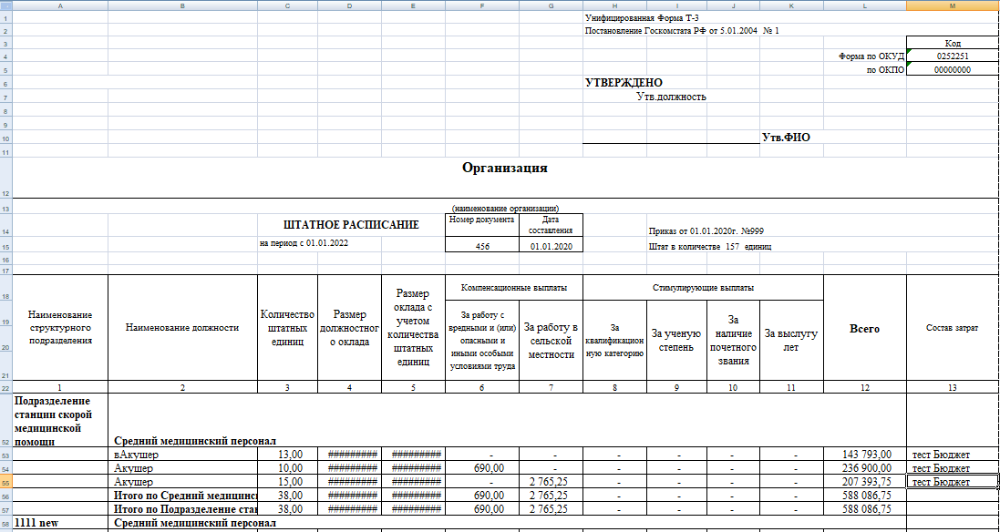 A B C D E F G H I J K L M
1 Унифицированная Форма Т-3
2 Постановление Госкомстата РФ от 5.01.2004 № 1
3 Код
4 Форма по ОКУД 0252251
5 по ОКПО 00000000
6 УТВЕРЖДЕНО
7 Утв.должность
8
9
10 Утв.ФИО
11
12 Организация
13 (наименование организации)
14 ШТАТНОЕ РАСПИСАНИЕ Номер документа Дата составления Приказ от 01.01.2020г. №999
15 на период с 01.01.2022 456 01.01.2020 Штат в количестве 157 единиц
16
17
18 Компенсационные выплаты Стимулирующие выплаты
19
20
21
Наименование
структурного
подразделения
Наименование должности
Количество
штатных
единиц
Размер
должностног
о оклада
Размер
оклада с
учетом
количества
штатных
единиц
За работу с
вредными и (или)
опасными и
иными особыми
условиями труда
За работу в
сельской
местности
За
квалификацион
ную категорию
За ученую
степень
За
наличие
почетного
звания
За выслугу
лет
Всего
Состав затрат
22 1 2 3 4 5 6 7 8 9 10 11 12 13
Подразделение
станции скорой
медицинской
52 помощи Средний медицинский персонал
53 вАкушер 13,00 ######### ######### - - - - - - 143 793,00 тест Бюджет
54 Акушер 10,00 ######### ######### 690,00 - - - - - 236 900,00 тест Бюджет
55 Акушер 15,00 ######### ######### - 2 765,25 - - - - 207 393,75 тест Бюджет
56 Итого по Средний медицинс 38,00 ######### ######### 690,00 2 765,25 - - - - 588 086,75
57 Итого по Подразделение ста 38,00 ######### ######### 690,00 2 765,25 - - - - 588 086,75
58 1111 new Средний медицинский персонал